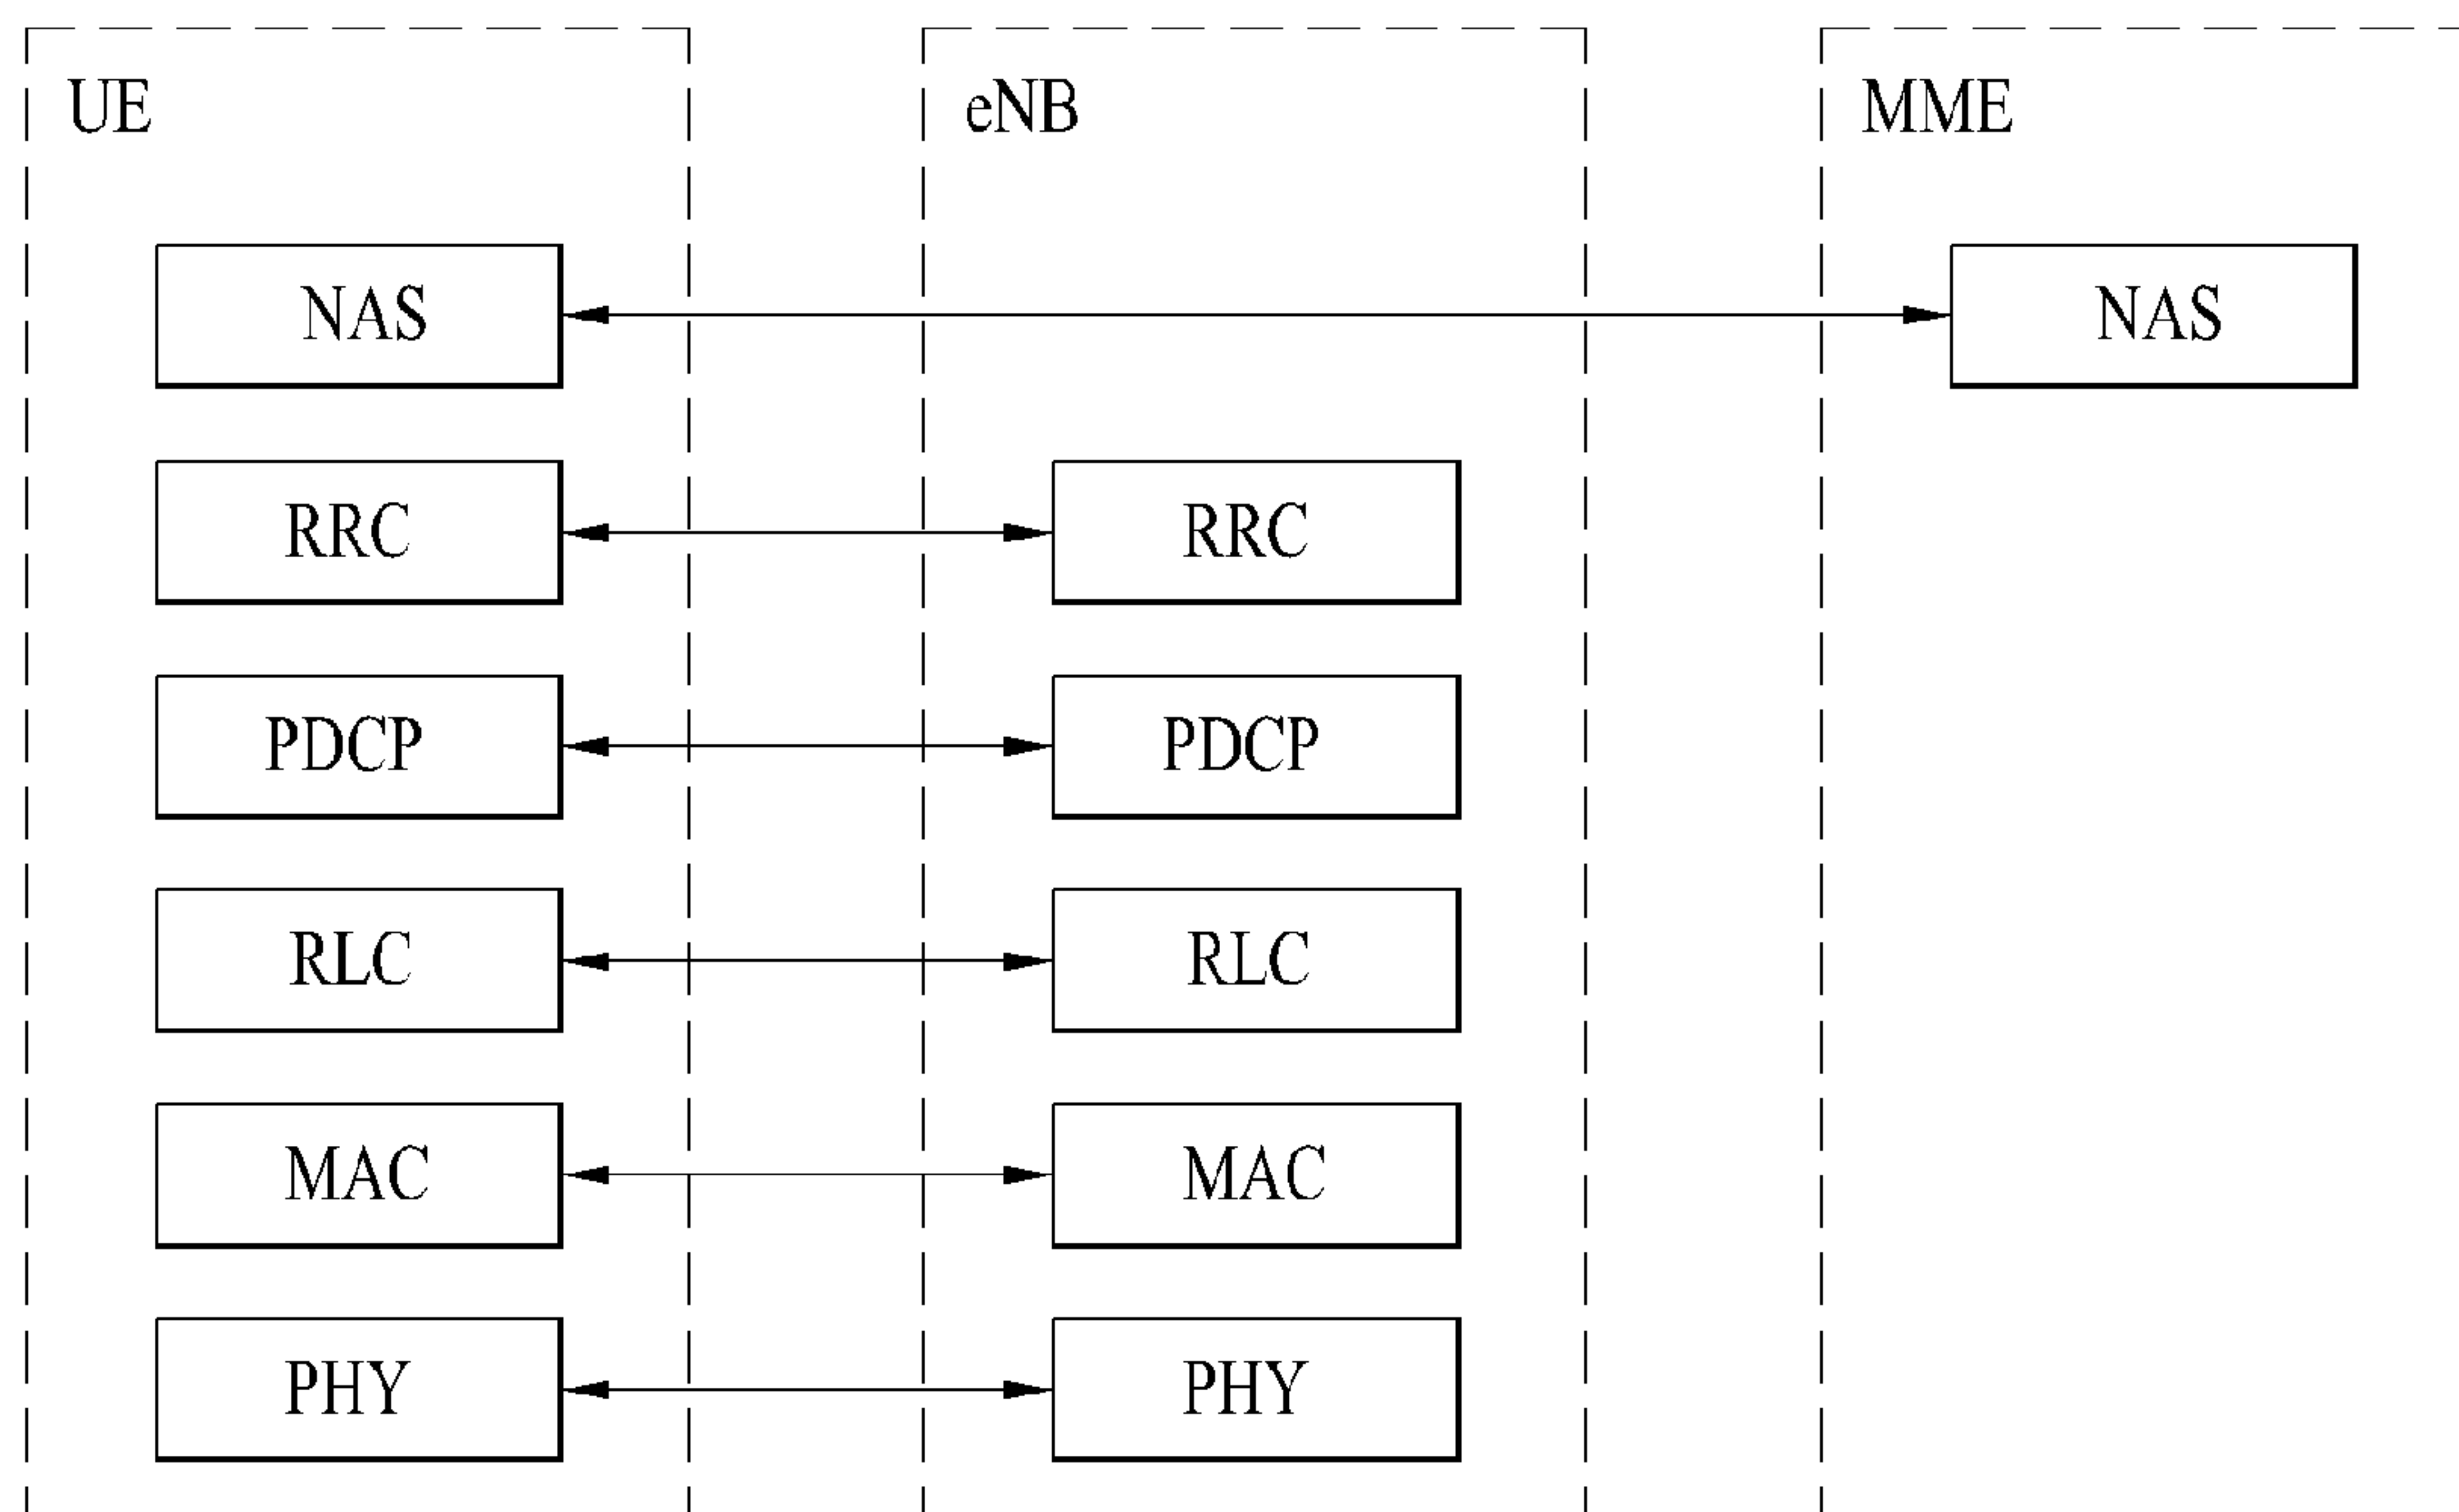 UE eNB MME
NAS NAS
RRC RRC
PDCP PDCP
RLC RLC
MAC MAC
PHY PHY